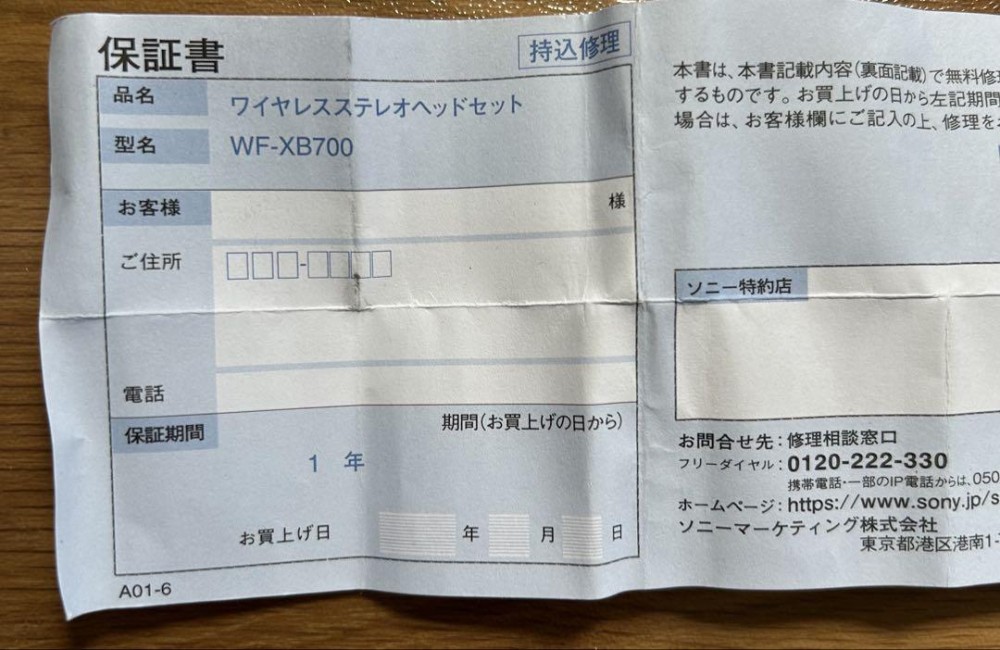 保証書
持込修理
品名
ワイヤレスステレオヘッドセット
型名
WF-XB700
お客様
様
ご住所
電話
保証期間
期間(お買上げの日から)
1 年
お買上げ日 年 月 日
A01-6
本書は、本書記載内容(裏面記載)で無料修理
するものです。お買上げの日から左記期間
場合は、お客様欄にご記入の上、修理を
ソニー特約店
お問合せ先:修理相談窓口
フリーダイヤル:0120-222-330
携帯電話・一部のIP電話からは、050
ホームページ:https://www.sony.jp/s
ソニーマーケティング株式会社
東京都港区港南1-